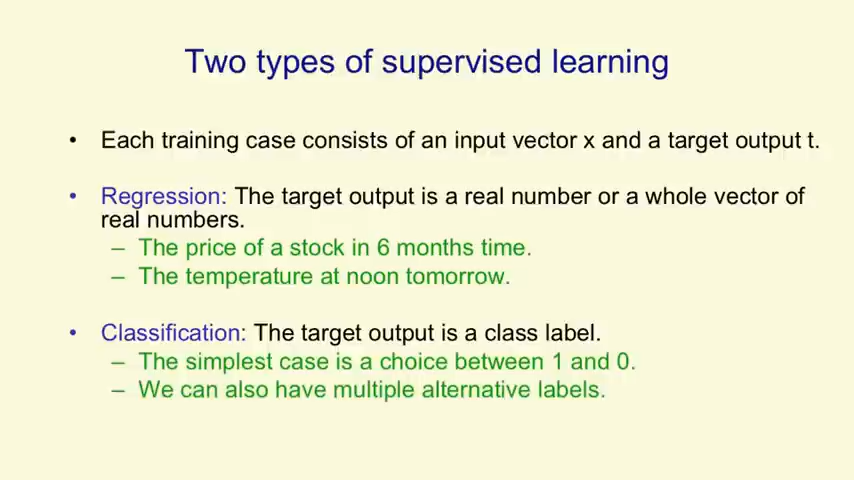 Two types of supervised learning
• Each training case consists of an input vector x and a target output t.
• Regression: The target output is a real number or a whole vector of
real numbers.
– The price of a stock in 6 months time.
– The temperature at noon tomorrow.
• Classification: The target output is a class label.
– The simplest case is a choice between 1 and 0.
– We can also have multiple alternative labels.